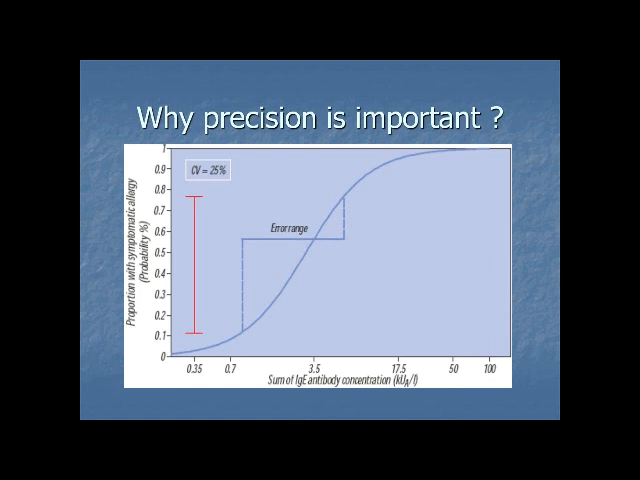 Why precision is important ?
CV = 25%
Error range
Proportion with symptomatic allergy
(Probability %)
1
0.9
0.8
0.7
0.6
0.5
0.4
0.3
0.2
0.1
0
0.35 0.7 3.5 17.5 50 100
Sum of IgE antibody concentration (kUA/l)